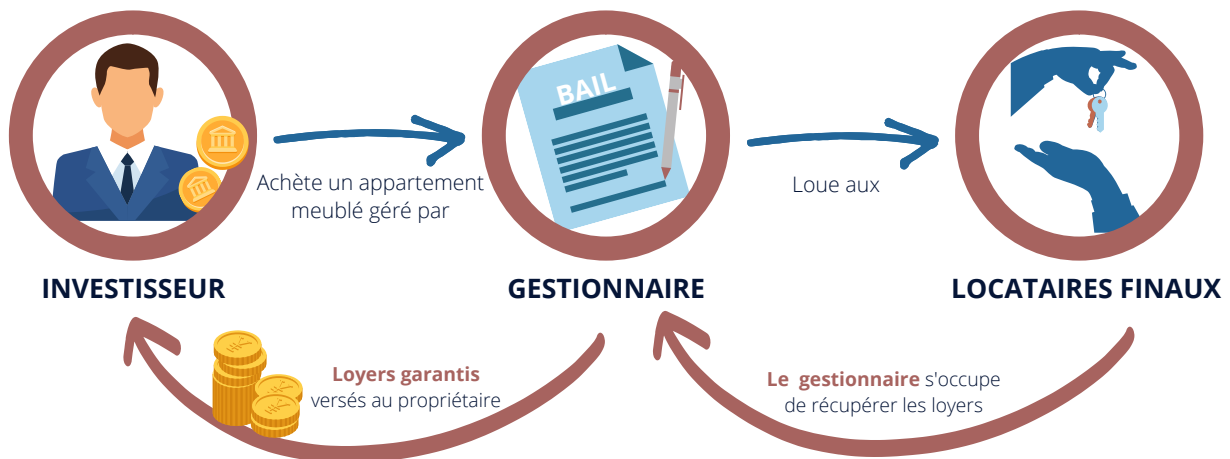 BAIL
Achète un appartement
meublé géré par
Loue aux
INVESTISSEUR
GESTIONNAIRE
LOCATAIRES FINAUX
Loyers garantis
versés au propriétaire
Le gestionnaire s'occupe
de récupérer les loyers